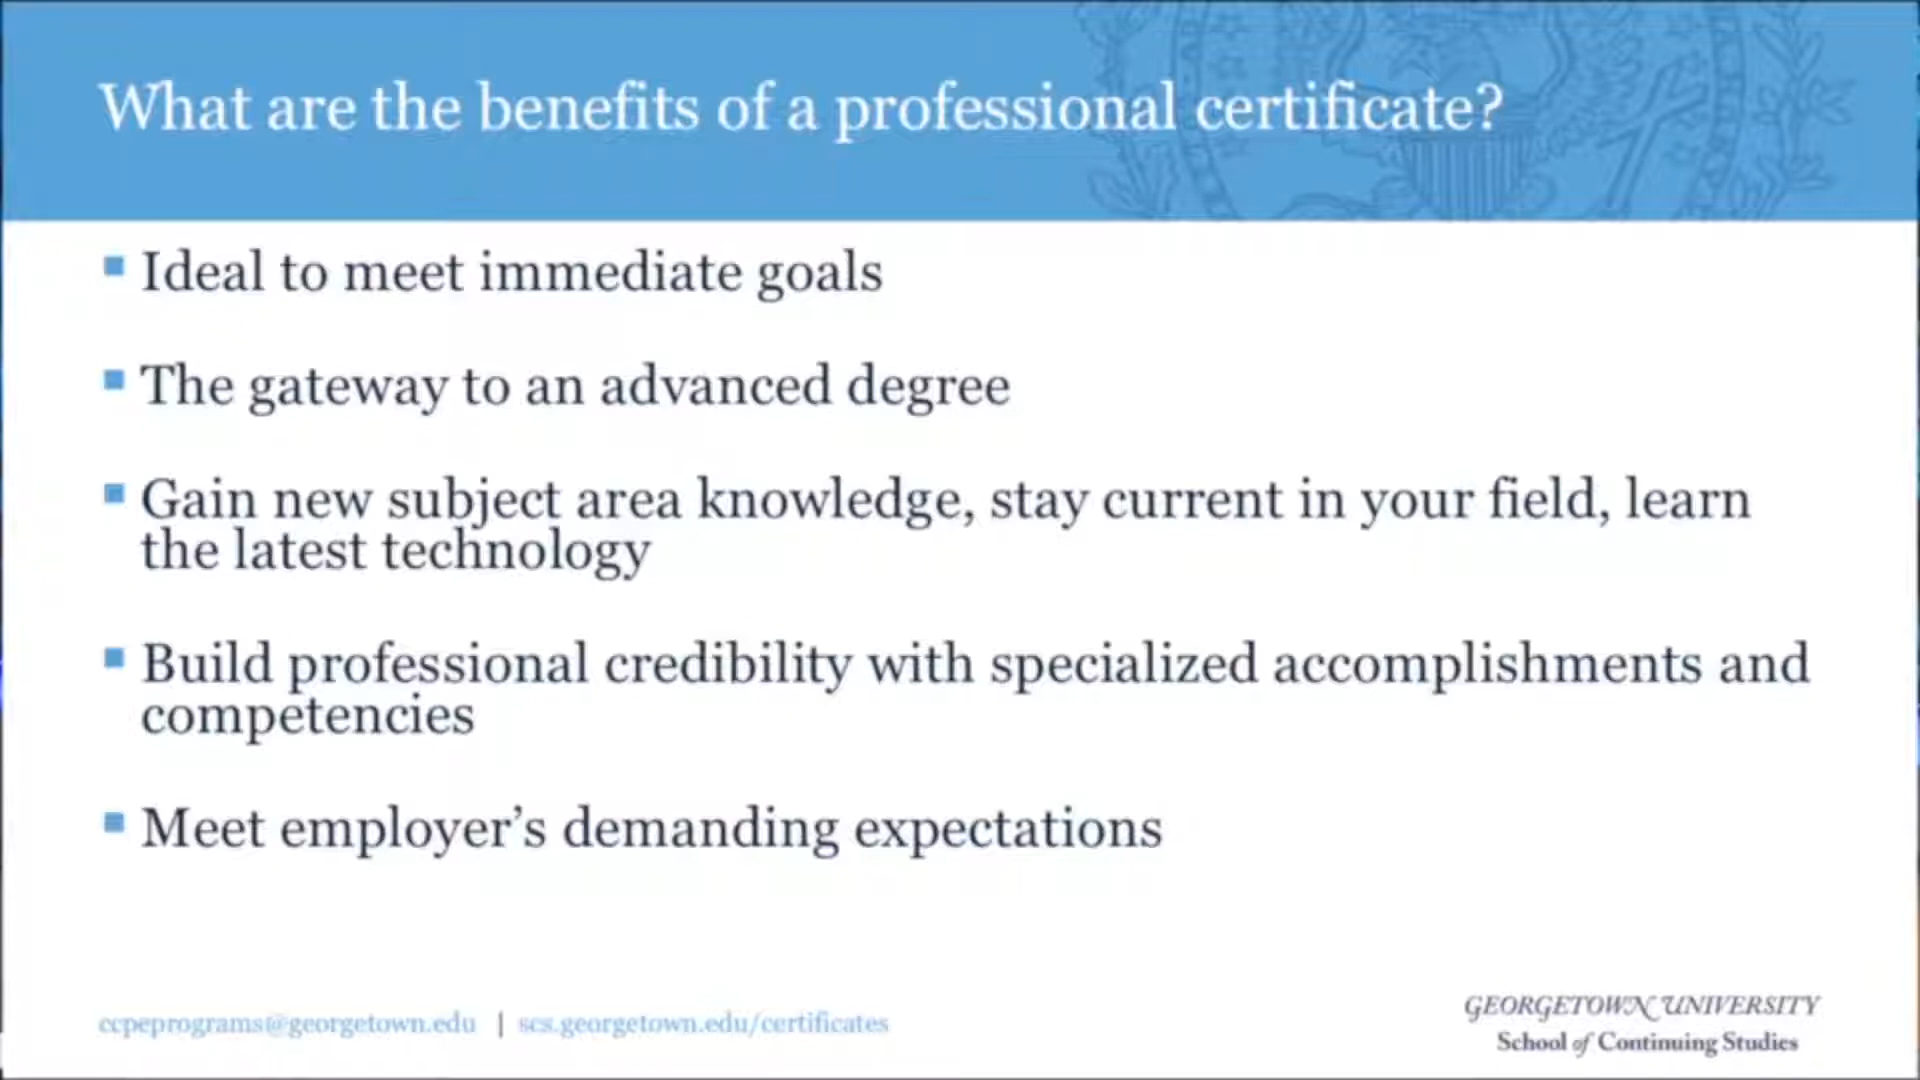 What are the benefits of a professional certificate?
Ideal to meet immediate goals
The gateway to an advanced degree
Gain new subject area knowledge, stay current in your field, learn
the latest technology
Build professional credibility with specialized accomplishments and
competencies
Meet employer’s demanding expectations
ccpeprograms@georgetown.edu | scs.georgetown.edu/certificates
GEORGETOWN UNIVERSITY
School of Continuing Studies